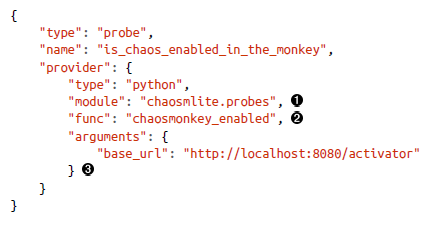 {
    "type": "probe",
    "name": "is_chaos_enabled_in_the_monkey",
    "provider": {
        "type": "python",
        "module": "chaosmlite.probes", ❶
        "func": "chaosmonkey_enabled", ❷
        "arguments": {
            "base_url": "http://localhost:8080/activator"
        } ❸
    }
}